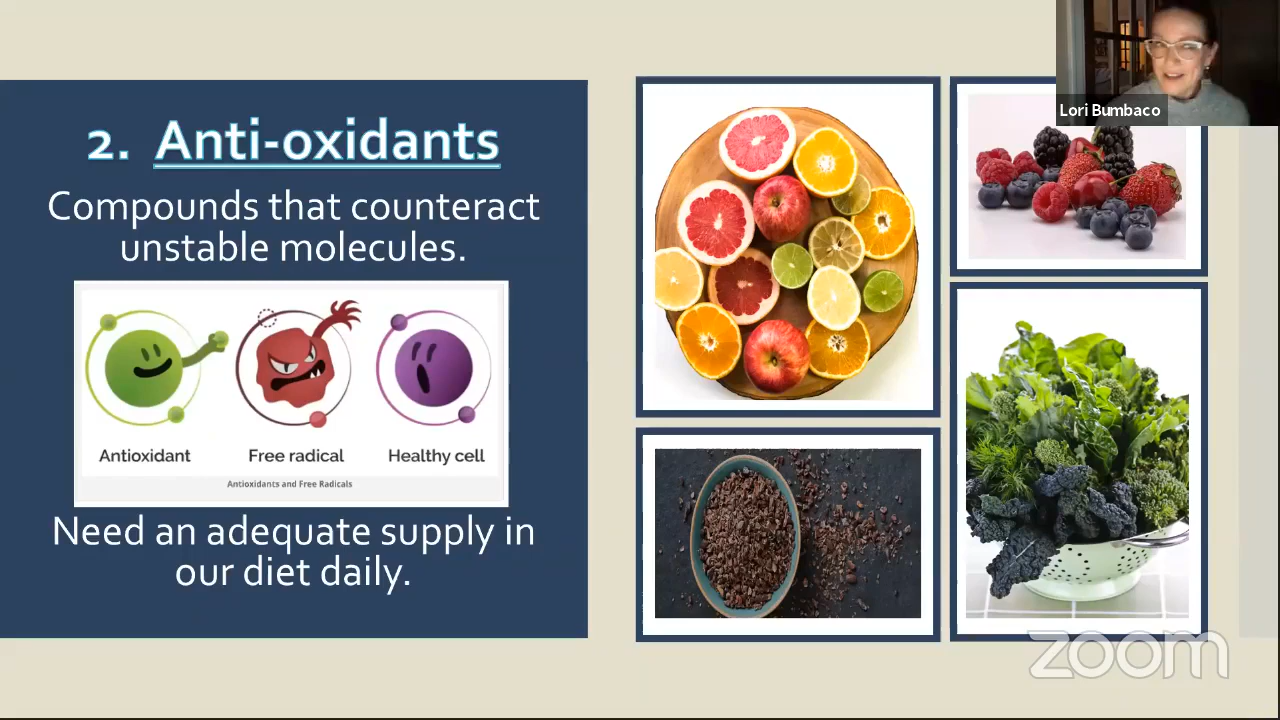 2. Anti-oxidants
Compounds that counteract
unstable molecules.
Antioxidant
Free radical
Healthy cell
Antioxidants and Free Radicals
Need an adequate supply in
our diet daily.
Lori Bumbaco
zoom